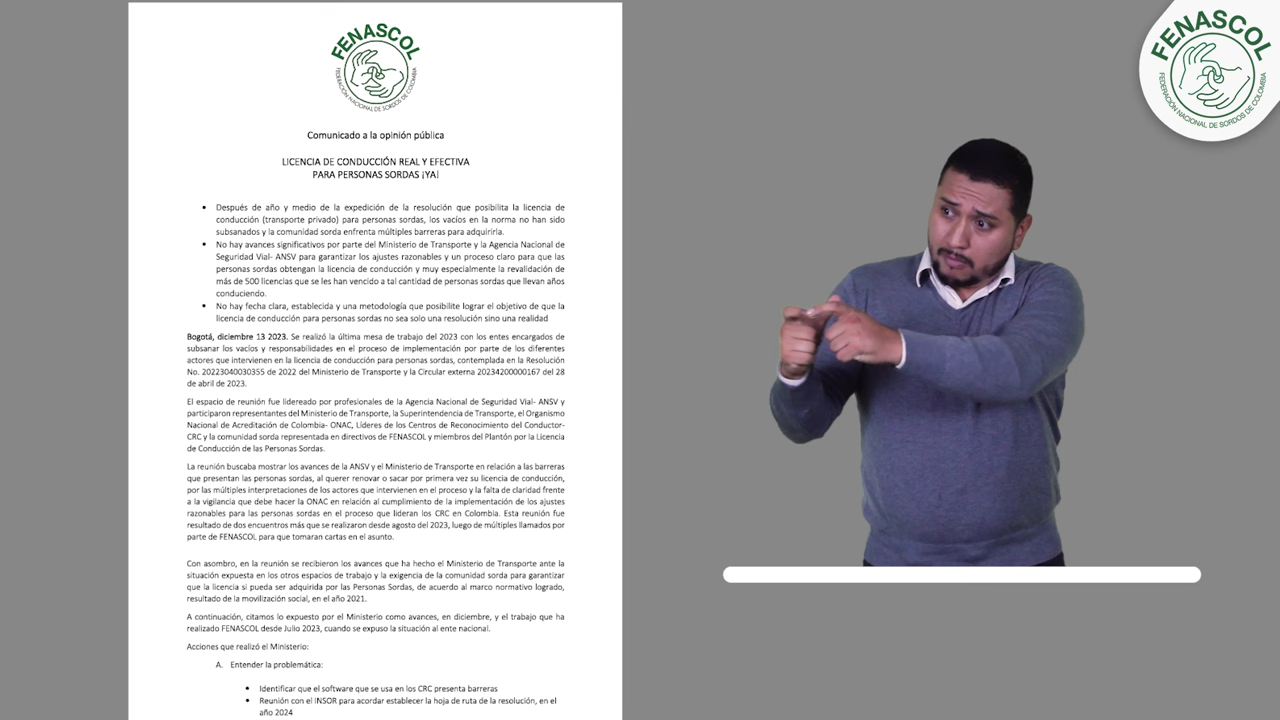 FENASCOL
FEDERACIÓN NACIONAL DE SORDOS DE COLOMBIA
Comunicado a la opinión pública
LICENCIA DE CONDUCCIÓN REAL Y EFECTIVA
PARA PERSONAS SORDAS ¡YA!
• Después de año y medio de la expedición de la resolución que posibilita la licencia de
conducción (transporte privado) para personas sordas, los vacíos en la norma no han sido
subsanados y la comunidad sorda enfrenta múltiples barreras para adquirirla.
• No hay avances significativos por parte del Ministerio de Transporte y la Agencia Nacional de
Seguridad Vial- ANSV para garantizar los ajustes razonables y un proceso claro para que las
personas sordas obtengan la licencia de conducción y muy especialmente la revalidación de
más de 500 licencias que se les han vencido a tal cantidad de personas sordas que llevan años
conduciendo.
• No hay fecha clara, establecida y una metodología que posibilite lograr el objetivo de que la
licencia de conducción para personas sordas no sea solo una resolución sino una realidad
Bogotá, diciembre 13 2023. Se realizó la última mesa de trabajo del 2023 con los entes encargados de
subsanar los vacíos y responsabilidades en el proceso de implementación por parte de los diferentes
actores que intervienen en la licencia de conducción para personas sordas, contemplada en la Resolución
No. 20223040030355 de 2022 del Ministerio de Transporte y la Circular externa 20234200000167 del 28
de abril de 2023.
El espacio de reunión fue lidereado por profesionales de la Agencia Nacional de Seguridad Vial- ANSV y
participaron representantes del Ministerio de Transporte, la Superintendencia de Transporte, el Organismo
Nacional de Acreditación de Colombia- ONAC, Líderes de los Centros de Reconocimiento del Conductor-
CRC y la comunidad sorda representada en directivos de FENASCOL y miembros del Plantón por la Licencia
de Conducción de las Personas Sordas.
La reunión buscaba mostrar los avances de la ANSV y el Ministerio de Transporte en relación a las barreras
que presentan las personas sordas, al querer renovar o sacar por primera vez su licencia de conducción,
por las múltiples interpretaciones de los actores que intervienen en el proceso y la falta de claridad frente
a la vigilancia que debe hacer la ONAC en relación al cumplimiento de la implementación de los ajustes
razonables para las personas sordas en el proceso que lideran los CRC en Colombia. Esta reunión fue
resultado de dos encuentros más que se realizaron desde agosto del 2023, luego de múltiples llamados por
parte de FENASCOL para que tomaran cartas en el asunto.
Con asombro, en la reunión se recibieron los avances que ha hecho el Ministerio de Transporte ante la
situación expuesta en los otros espacios de trabajo y la exigencia de la comunidad sorda para garantizar
que la licencia si pueda ser adquirida por las Personas Sordas, de acuerdo al marco normativo logrado,
resultado de la movilización social, en el año 2021.
A continuación, citamos lo expuesto por el Ministerio como avances, en diciembre, y el trabajo que ha
realizado FENASCOL desde Julio 2023, cuando se expuso la situación al ente nacional.
Acciones que realizó el Ministerio:
A. Entender la problemática:
• Identificar que el software que se usa en los CRC presenta barreras
• Reunión con el INSOR para acordar establecer la hoja de ruta de la resolución, en el
año 2024
FENASCOL
FEDERACIÓN NACIONAL DE SORDOS DE COLOMBIA